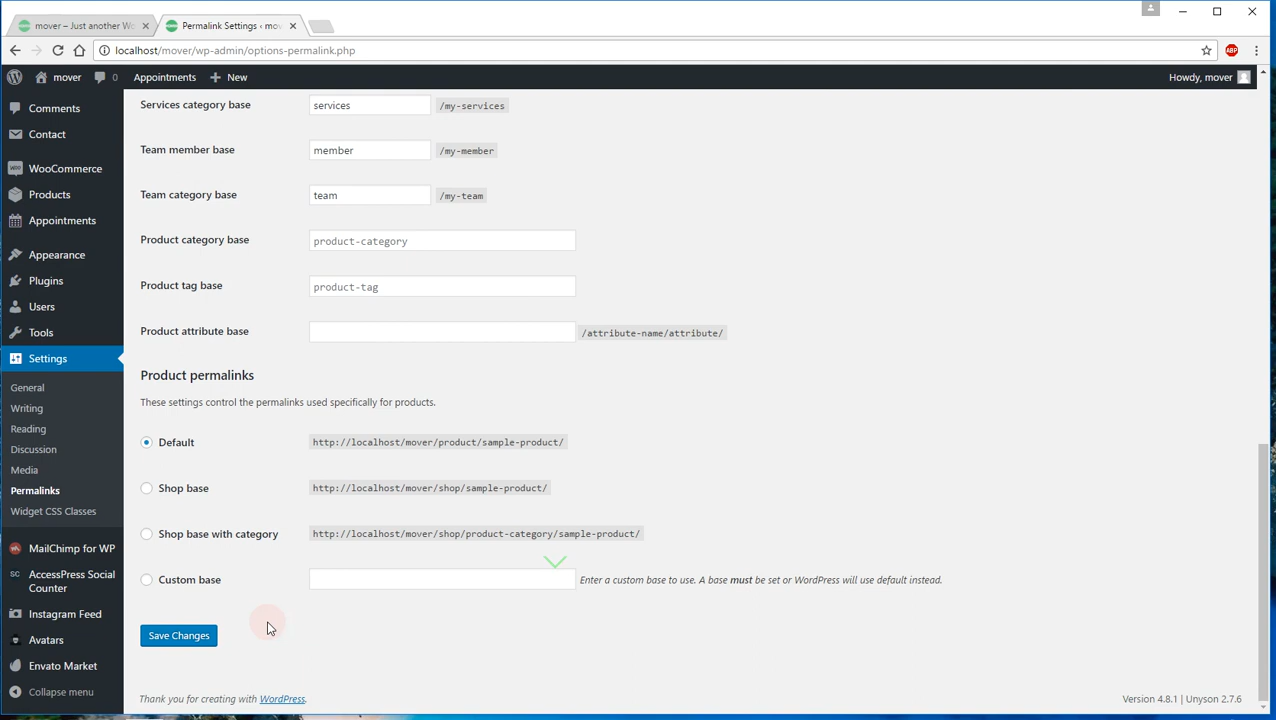 mover – Just another Wo
Permalink Settings ‹ mov
localhost/mover/wp-admin/options-permalink.php
ABP
mover 0 Appointments + New
Howdy, mover
Comments
Contact
WooCommerce
Products
Appointments
Appearance
Plugins
Users
Tools
Settings
General
Writing
Reading
Discussion
Media
Permalinks
Widget CSS Classes
MailChimp for WP
SC AccessPress Social
Counter
Instagram Feed
Avatars
Envato Market
Collapse menu
Services category base services /my-services
Team member base member /my-member
Team category base team /my-team
Product category base product-category
Product tag base product-tag
Product attribute base /attribute-name/attribute/
Product permalinks
These settings control the permalinks used specifically for products.
Default http://localhost/mover/product/sample-product/
Shop base http://localhost/mover/shop/sample-product/
Shop base with category http://localhost/mover/shop/product-category/sample-product/
Custom base Enter a custom base to use. A base must be set or WordPress will use default instead.
Save Changes
Thank you for creating with WordPress.
Version 4.8.1 | Unyson 2.7.6